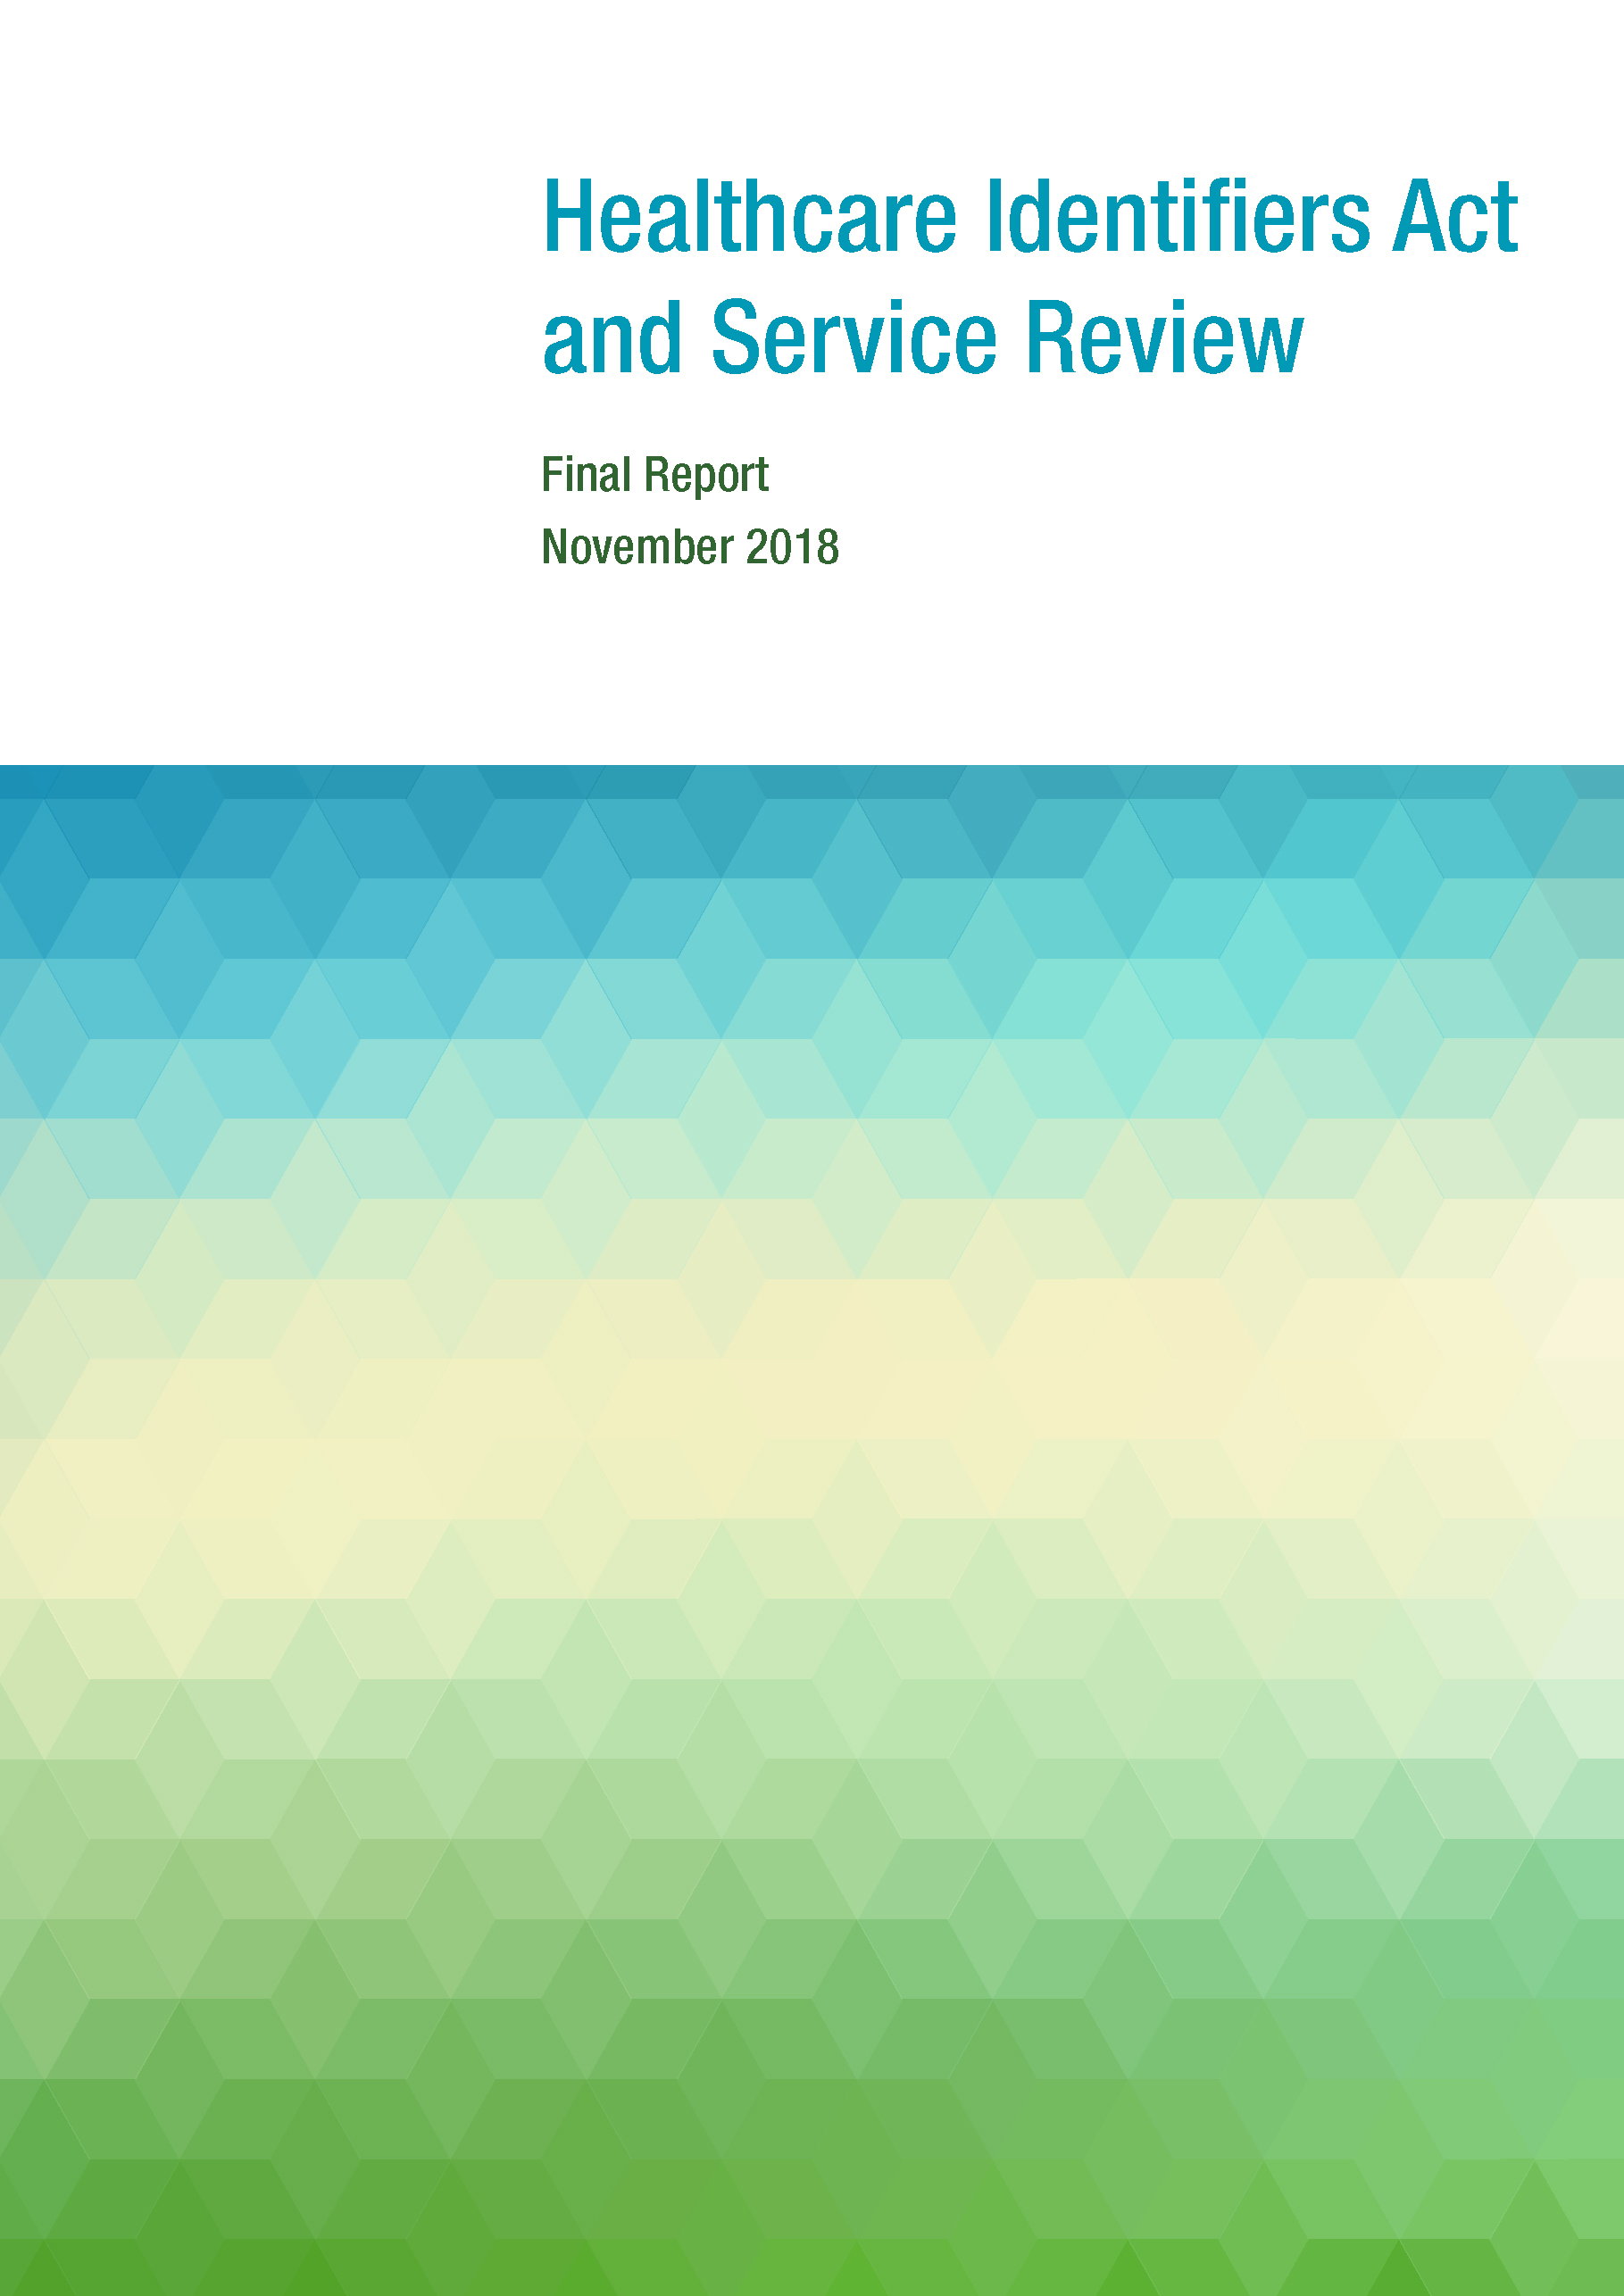 Healthcare Identifiers Act
and Service Review
Final Report
November 2018